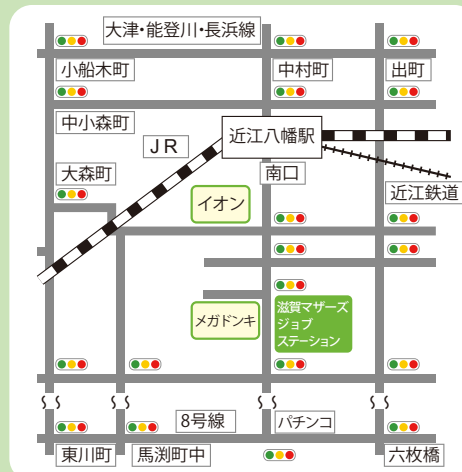 大津・能登川・長浜線
小船木町
中村町
出町
中小森町
JR
近江八幡駅
大森町
南口
近江鉄道
イオン
メガドンキ
滋賀マザーズ
ジョブ
ステーション
8号線
パチンコ
東川町
馬渕町中
六枚橋